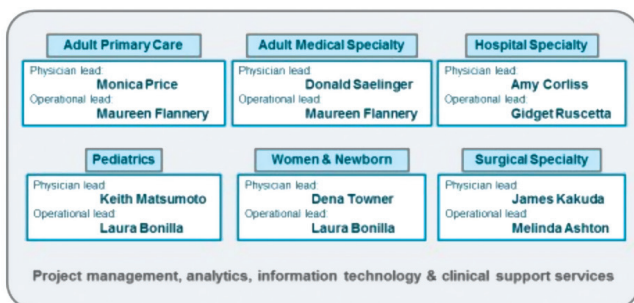 Adult Primary Care
Physician lead:
Monica Price
Operational lead:
Maureen Flannery
Adult Medical Specialty
Physician lead:
Donald Saelinger
Operational lead:
Maureen Flannery
Hospital Specialty
Physician lead:
Amy Corliss
Operational lead:
Gidget Ruscetta
Pediatrics
Physician lead:
Keith Matsumoto
Operational lead:
Laura Bonilla
Women & Newborn
Physician lead:
Dena Towner
Operational lead:
Laura Bonilla
Surgical Specialty
Physician lead:
James Kakuda
Operational lead:
Melinda Ashton
Project management, analytics, information technology & clinical support services